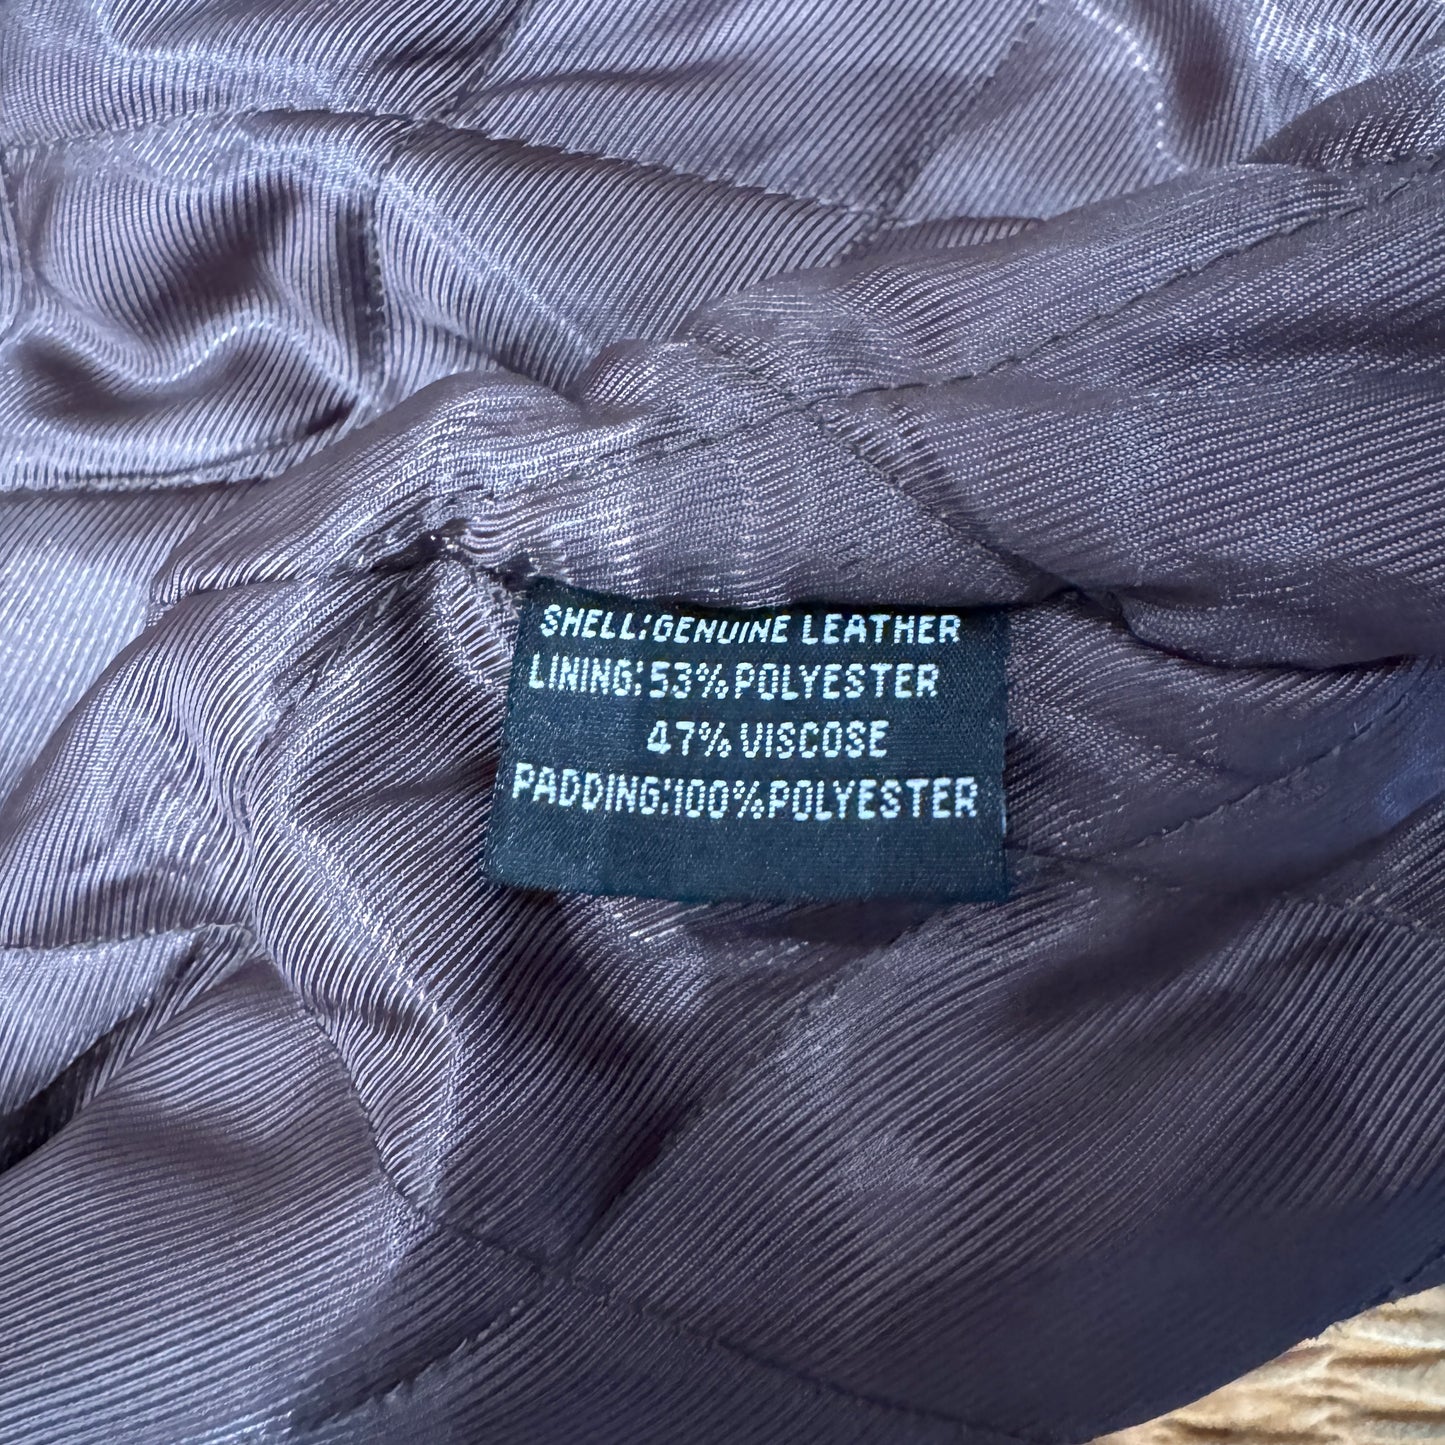 SHELL:GENUINE LEATHER
LINING:53%POLYESTER
47%VISCOSE
PADDING:100%POLYESTER